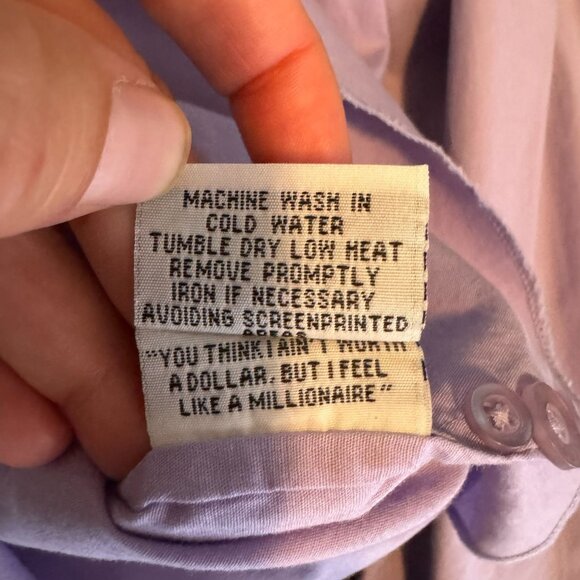 MACHINE WASH IN
COLD WATER
TUMBLE DRY LOW HEAT
REMOVE PROMPTLY
IRON IF NECESSARY
AVOIDING SCREENPRINTED
"YOU THINK I AIN'T WORTH
A DOLLAR, BUT I FEEL
LIKE A MILLIONAIRE"